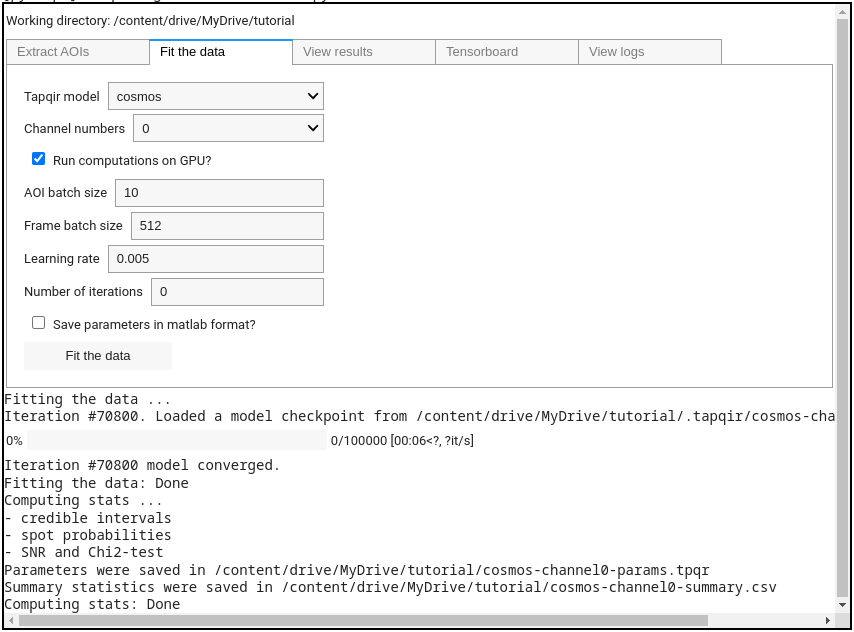 Working directory: /content/drive/MyDrive/tutorial
Extract AOIs Fit the data View results Tensorboard View logs
Tapqir model cosmos
Channel numbers 0
Run computations on GPU?
AOI batch size 10
Frame batch size 512
Learning rate 0.005
Number of iterations 0
Save parameters in matlab format?
Fit the data
Fitting the data ...
Iteration #70800. Loaded a model checkpoint from /content/drive/MyDrive/tutorial/.tapqir/cosmos-cha
0% 0/100000 [00:06<?, ?it/s]
Iteration #70800 model converged.
Fitting the data: Done
Computing stats ...
- credible intervals
- spot probabilities
- SNR and Chi2-test
Parameters were saved in /content/drive/MyDrive/tutorial/cosmos-channel0-params.tpqr
Summary statistics were saved in /content/drive/MyDrive/tutorial/cosmos-channel0-summary.csv
Computing stats: Done